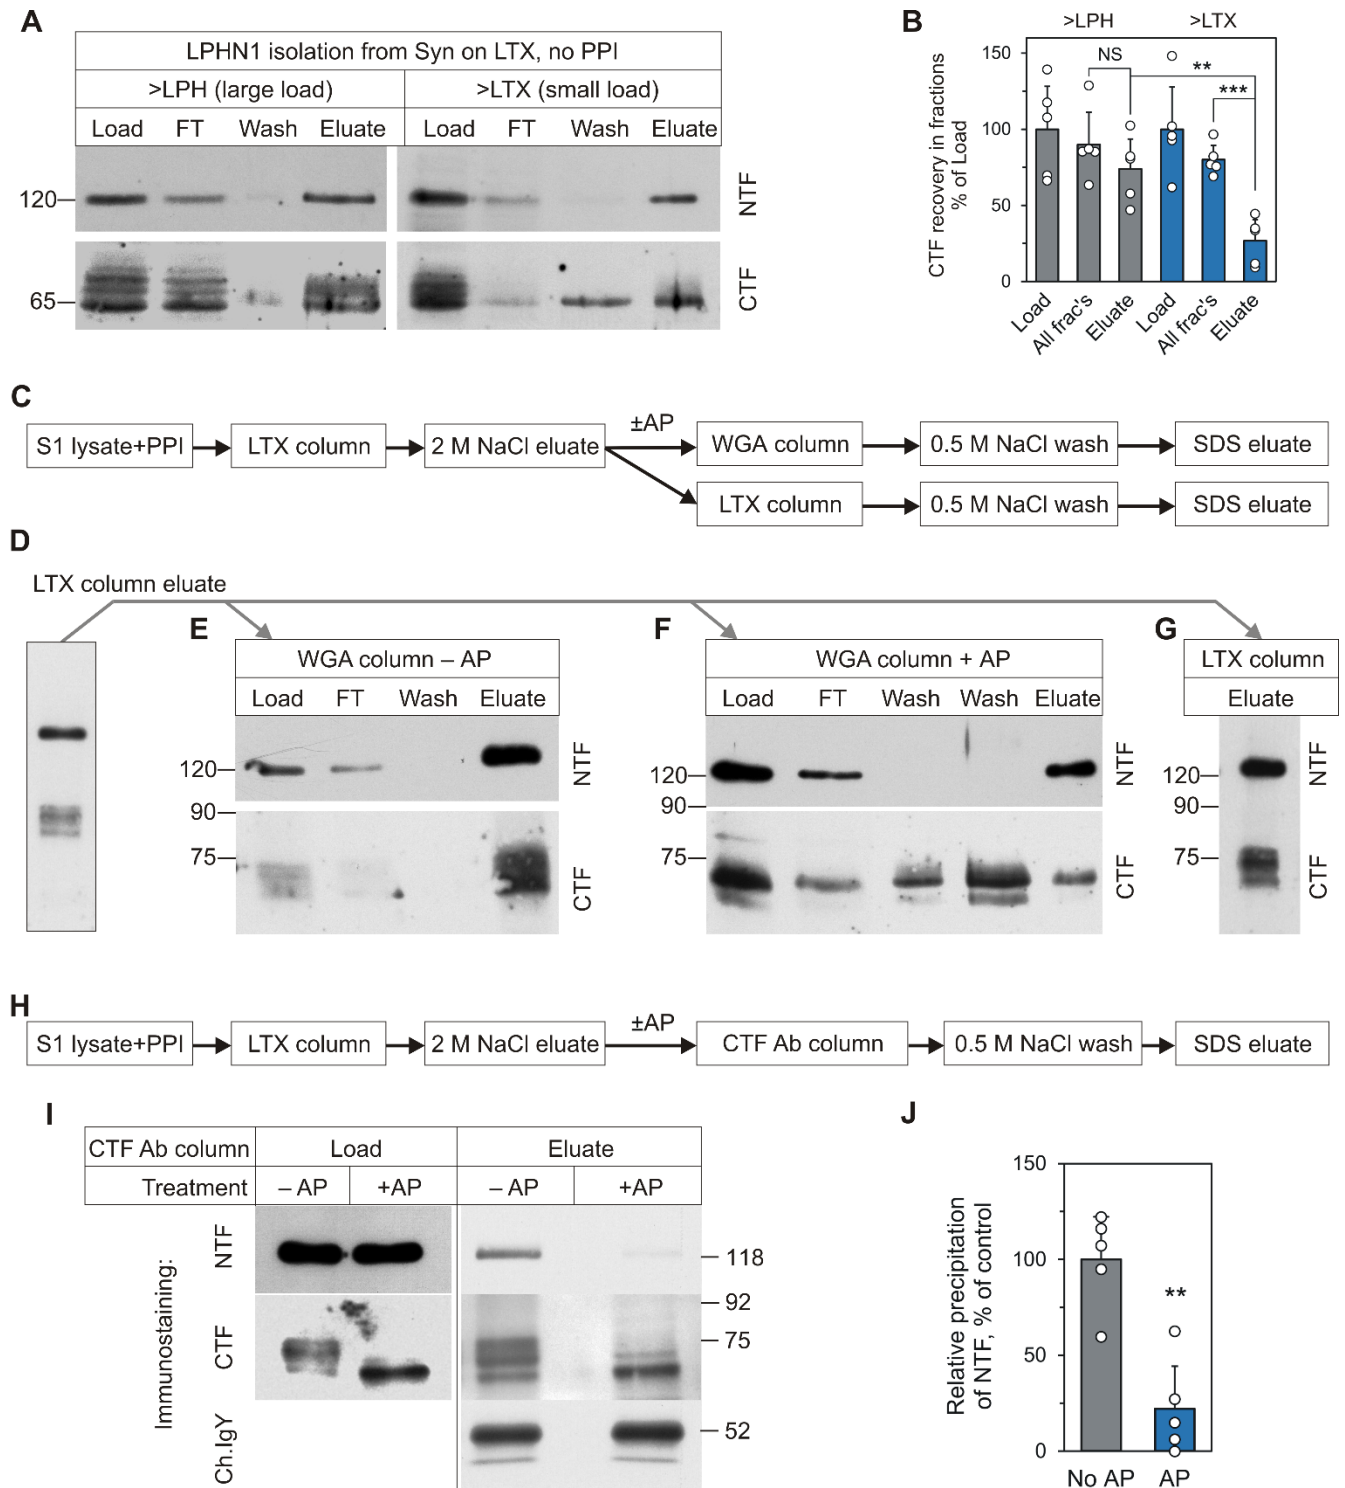 A
LPHN1 isolation from Syn on LTX, no PPI
>LPH (large load) >LTX (small load)
Load FT Wash Eluate Load FT Wash Eluate
120
NTF
65
CTF
B
>LPH >LTX
CTF recovery in fractions
% of Load
150
100
50
0
NS
**
***
Load All frac's Eluate Load All frac's Eluate
C
S1 lysate+PPI LTX column 2 M NaCl eluate ±AP WGA column 0.5 M NaCl wash SDS eluate
LTX column 0.5 M NaCl wash SDS eluate
D
LTX column eluate
E
WGA column – AP
Load FT Wash Eluate
120
NTF
90
75
CTF
F
WGA column + AP
Load FT Wash Wash Eluate
120
NTF
90
75
CTF
G
LTX column
Eluate
120
NTF
90
75
CTF
H
S1 lysate+PPI LTX column 2 M NaCl eluate ±AP CTF Ab column 0.5 M NaCl wash SDS eluate
I
CTF Ab column Load Eluate
Treatment – AP +AP – AP +AP
Immunostaining:
NTF
118
92
CTF
75
Ch.IgY
52
J
Relative precipitation
of NTF, % of control
150
100
50
0
**
No AP AP